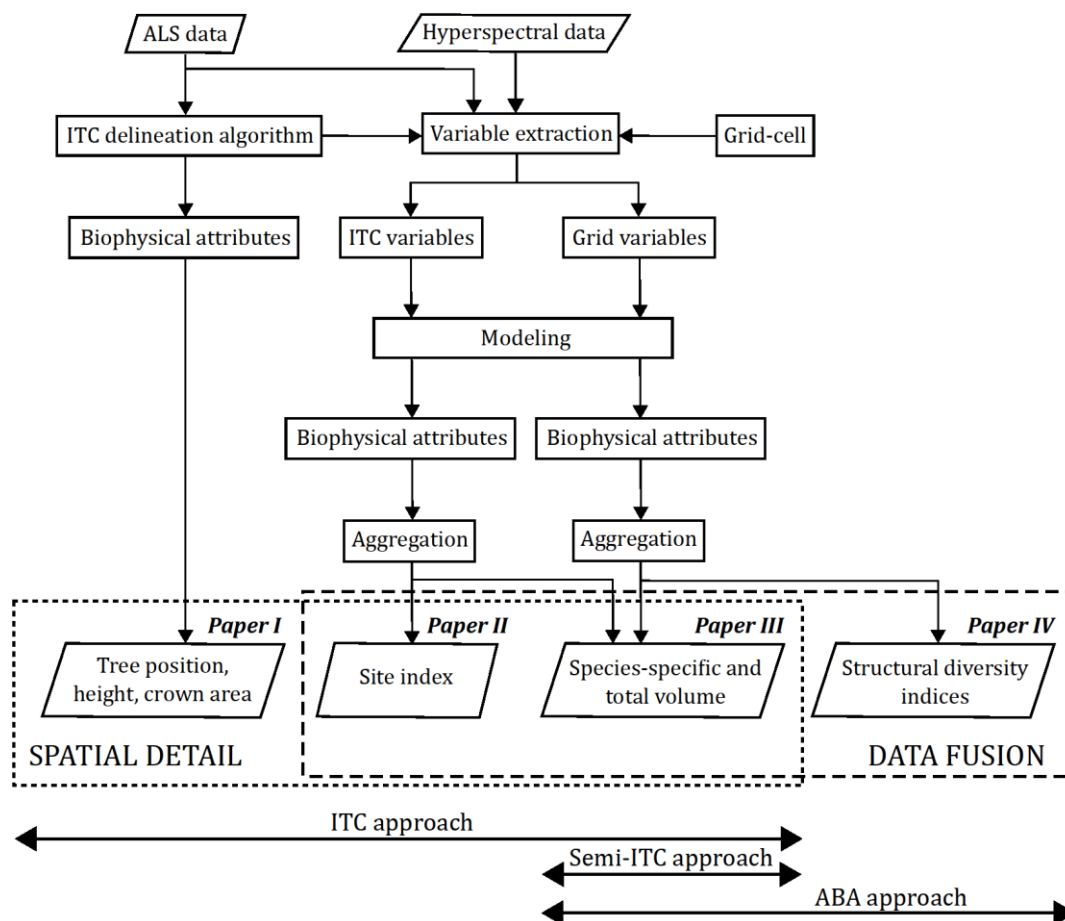 ALS data
Hyperspectral data
ITC delineation algorithm
Variable extraction
Grid-cell
Biophysical attributes
ITC variables
Grid variables
Modeling
Biophysical attributes
Biophysical attributes
Aggregation
Aggregation
Paper I
Paper II
Paper III
Paper IV
Tree position,
height, crown area
Site index
Species-specific and
total volume
Structural diversity
indices
SPATIAL DETAIL
DATA FUSION
ITC approach
Semi-ITC approach
ABA approach